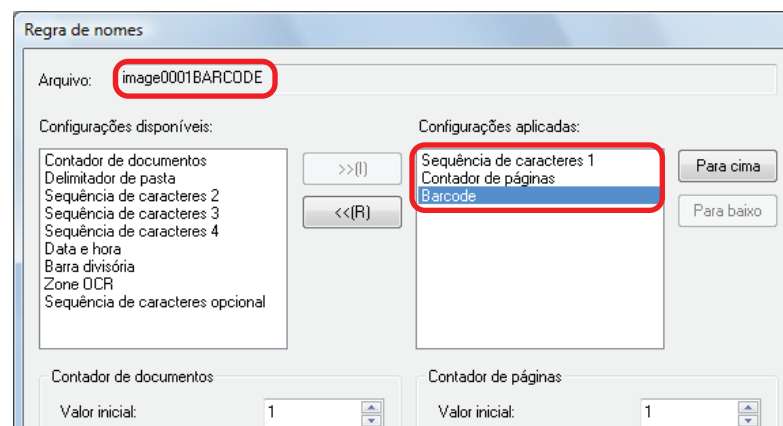 Regra de nomes
Arquivo: image0001BARCODE
Configurações disponíveis:
Contador de documentos
Delimitador de pasta
Sequência de caracteres 2
Sequência de caracteres 3
Sequência de caracteres 4
Data e hora
Barra divisória
Zone OCR
Sequência de caracteres opcional
>>(I)
<<(R)
Configurações aplicadas:
Sequência de caracteres 1
Contador de páginas
Barcode
Para cima
Para baixo
Contador de documentos
Valor inicial: 1
Contador de páginas
Valor inicial: 1